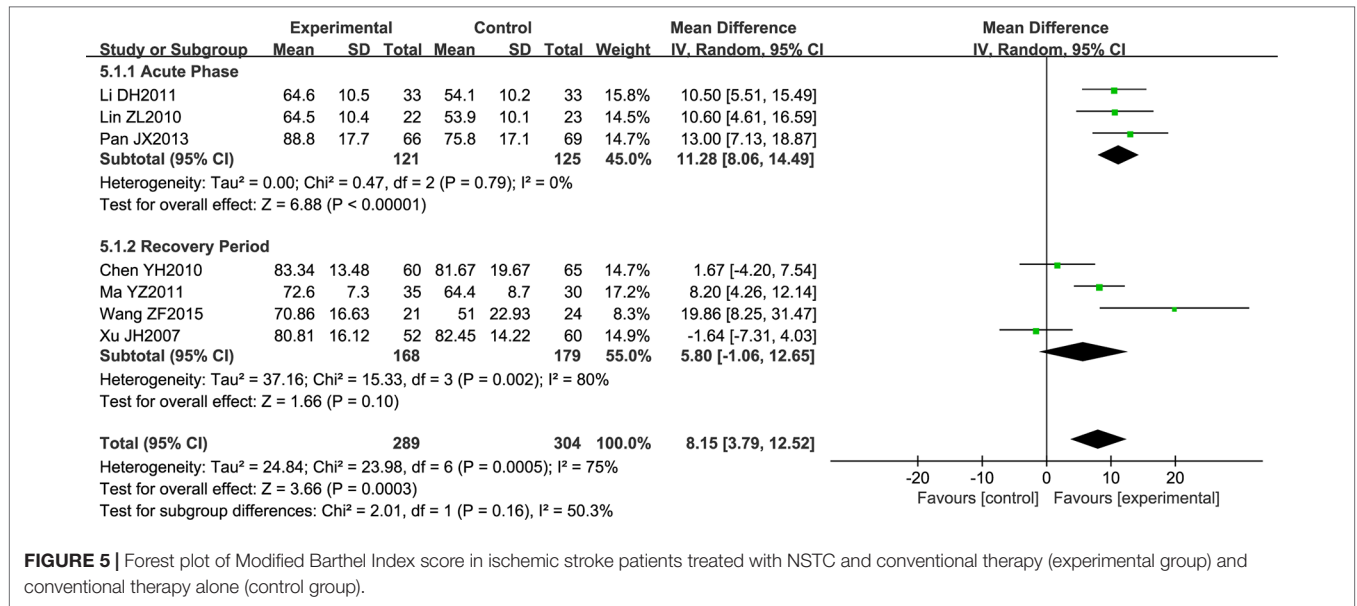 Experimental Control Mean Difference Mean Difference
Study or Subgroup Mean SD Total Mean SD Total Weight IV, Random, 95% CI IV, Random, 95% CI
5.1.1 Acute Phase
Li DH2011 64.6 10.5 33 54.1 10.2 33 15.8% 10.50 [5.51, 15.49]
Lin ZL2010 64.5 10.4 22 53.9 10.1 23 14.5% 10.60 [4.61, 16.59]
Pan JX2013 88.8 17.7 66 75.8 17.1 69 14.7% 13.00 [7.13, 18.87]
Subtotal (95% CI) 121 125 45.0% 11.28 [8.06, 14.49]
Heterogeneity: Tau² = 0.00; Chi² = 0.47, df = 2 (P = 0.79); I² = 0%
Test for overall effect: Z = 6.88 (P < 0.00001)
5.1.2 Recovery Period
Chen YH2010 83.34 13.48 60 81.67 19.67 65 14.7% 1.67 [-4.20, 7.54]
Ma YZ2011 72.6 7.3 35 64.4 8.7 30 17.2% 8.20 [4.26, 12.14]
Wang ZF2015 70.86 16.63 21 51 22.93 24 8.3% 19.86 [8.25, 31.47]
Xu JH2007 80.81 16.12 52 82.45 14.22 60 14.9% -1.64 [-7.31, 4.03]
Subtotal (95% CI) 168 179 55.0% 5.80 [-1.06, 12.65]
Heterogeneity: Tau² = 37.16; Chi² = 15.33, df = 3 (P = 0.002); I² = 80%
Test for overall effect: Z = 1.66 (P = 0.10)
Total (95% CI) 289 304 100.0% 8.15 [3.79, 12.52]
Heterogeneity: Tau² = 24.84; Chi² = 23.98, df = 6 (P = 0.0005); I² = 75%
Test for overall effect: Z = 3.66 (P = 0.0003)
Test for subgroup differences: Chi² = 2.01, df = 1 (P = 0.16), I² = 50.3%
-20 -10 0 10 20
Favours [control] Favours [experimental]
FIGURE 5 | Forest plot of Modified Barthel Index score in ischemic stroke patients treated with NSTC and conventional therapy (experimental group) and
conventional therapy alone (control group).